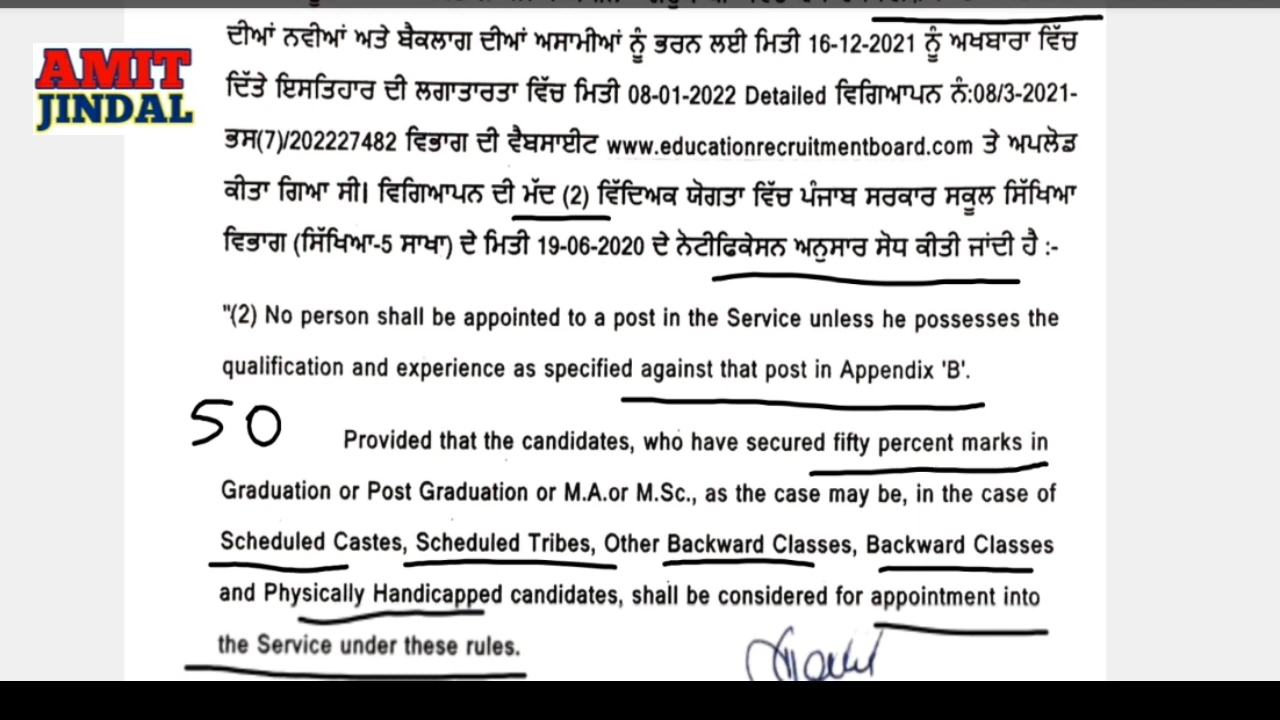 AMIT
JINDAL
ਦੀਆਂ ਨਵੀਆਂ ਅਤੇ ਬੈਕਲਾਗ ਦੀਆਂ ਅਸਾਮੀਆਂ ਨੂੰ ਭਰਨ ਲਈ ਮਿਤੀ 16-12-2021 ਨੂੰ ਅਖਬਾਰਾ ਵਿੱਚ
ਦਿੱਤੇ ਇਸਤਿਹਾਰ ਦੀ ਲਗਾਤਾਰਤਾ ਵਿੱਚ ਮਿਤੀ 08-01-2022 Detailed ਵਿਗਿਆਪਨ ਨੰ:08/3-2021-
ਭਸ(7)/202227482 ਵਿਭਾਗ ਦੀ ਵੈਬਸਾਈਟ www.educationrecruitmentboard.com ਤੇ ਅਪਲੋਡ
ਕੀਤਾ ਗਿਆ ਸੀ। ਵਿਗਿਆਪਨ ਦੀ ਮੱਦ (2) ਵਿੱਦਿਅਕ ਯੋਗਤਾ ਵਿੱਚ ਪੰਜਾਬ ਸਰਕਾਰ ਸਕੂਲ ਸਿੱਖਿਆ
ਵਿਭਾਗ (ਸਿੱਖਿਆ-5 ਸਾਖਾ) ਦੇ ਮਿਤੀ 19-06-2020 ਦੇ ਨੋਟੀਫਿਕੇਸਨ ਅਨੁਸਾਰ ਸੋਧ ਕੀਤੀ ਜਾਂਦੀ ਹੈ :-
"(2) No person shall be appointed to a post in the Service unless he possesses the
qualification and experience as specified against that post in Appendix 'B'.
50
Provided that the candidates, who have secured fifty percent marks in
Graduation or Post Graduation or M.A.or M.Sc., as the case may be, in the case of
Scheduled Castes, Scheduled Tribes, Other Backward Classes, Backward Classes
and Physically Handicapped candidates, shall be considered for appointment into
the Service under these rules.